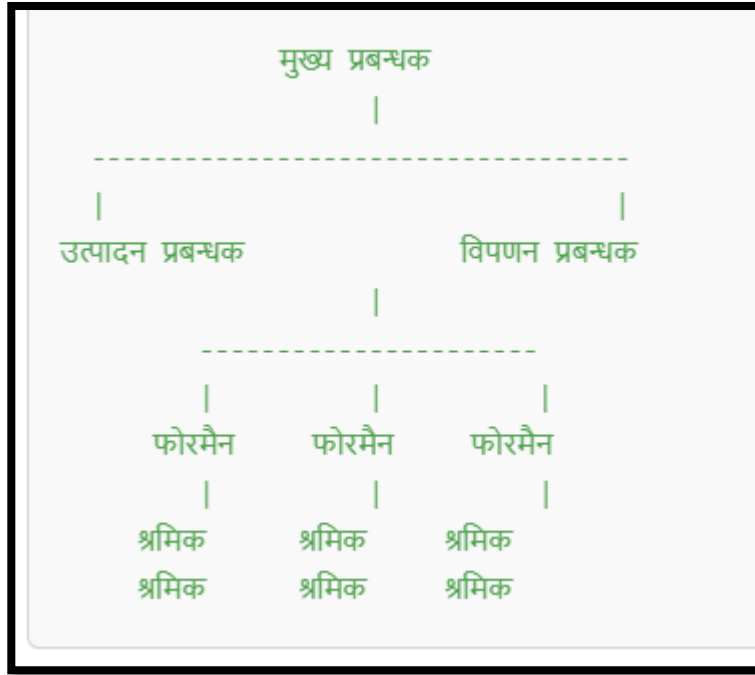 मुख्य प्रबन्धक
|
-----------------------------------
| |
उत्पादन प्रबन्धक विपणन प्रबन्धक
|
----------------------
| | |
फोरमैन फोरमैन फोरमैन
| | |
श्रमिक श्रमिक श्रमिक
श्रमिक श्रमिक श्रमिक